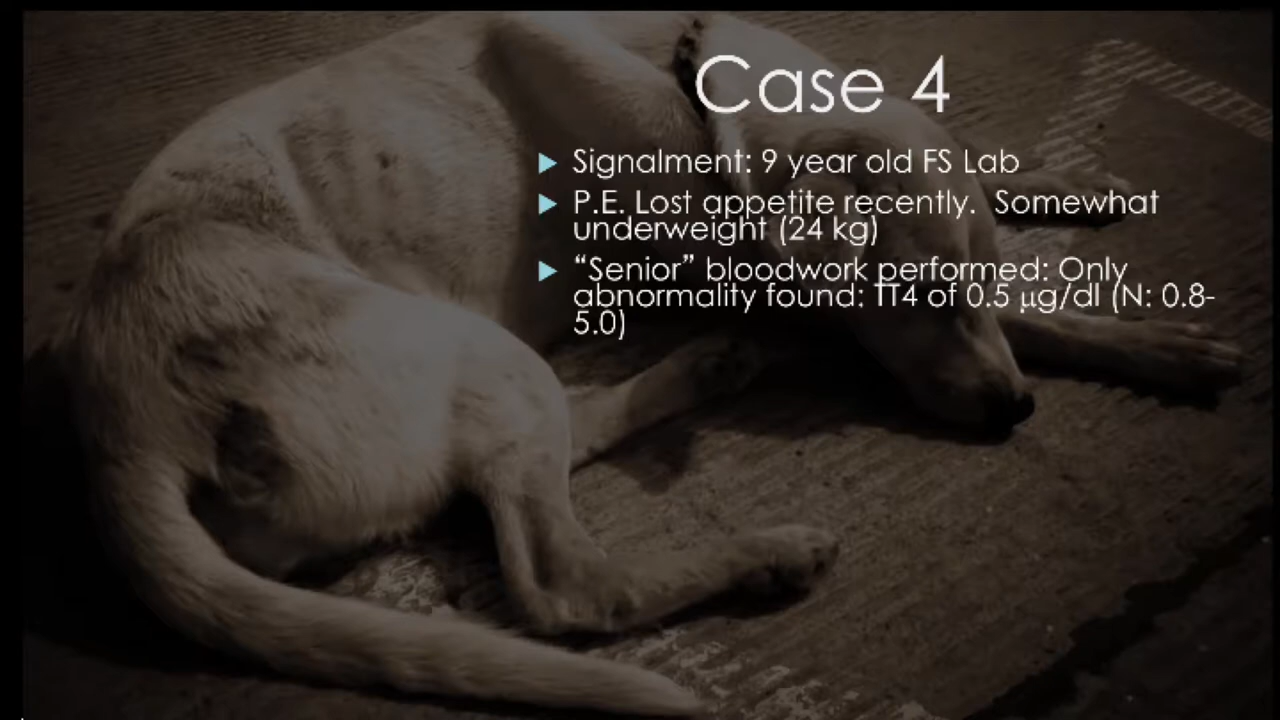 Case 4
Signalment: 9 year old FS Lab
P.E. Lost appetite recently.  Somewhat
underweight (24 kg)
“Senior” bloodwork performed: Only
abnormality found: TT4 of 0.5 µg/dl (N: 0.8-
5.0)